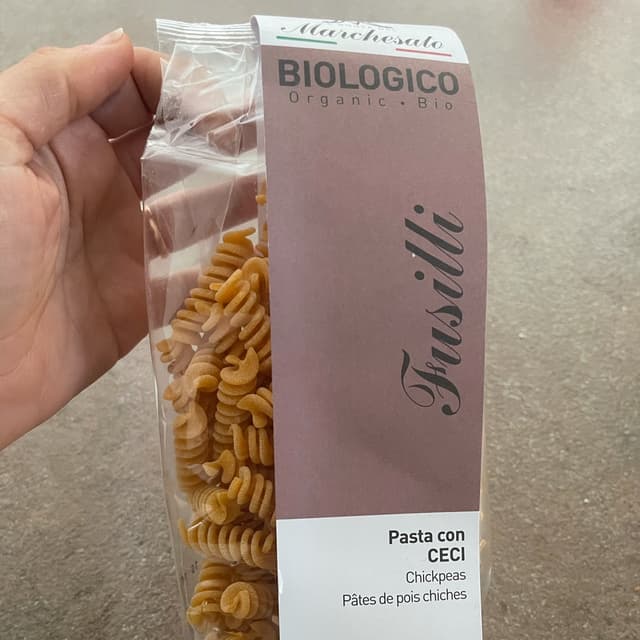 Marchesato
BIOLOGICO
Organic • Bio
Fusilli
Pasta con
CECI
Chickpeas
Pâtes de pois chiches